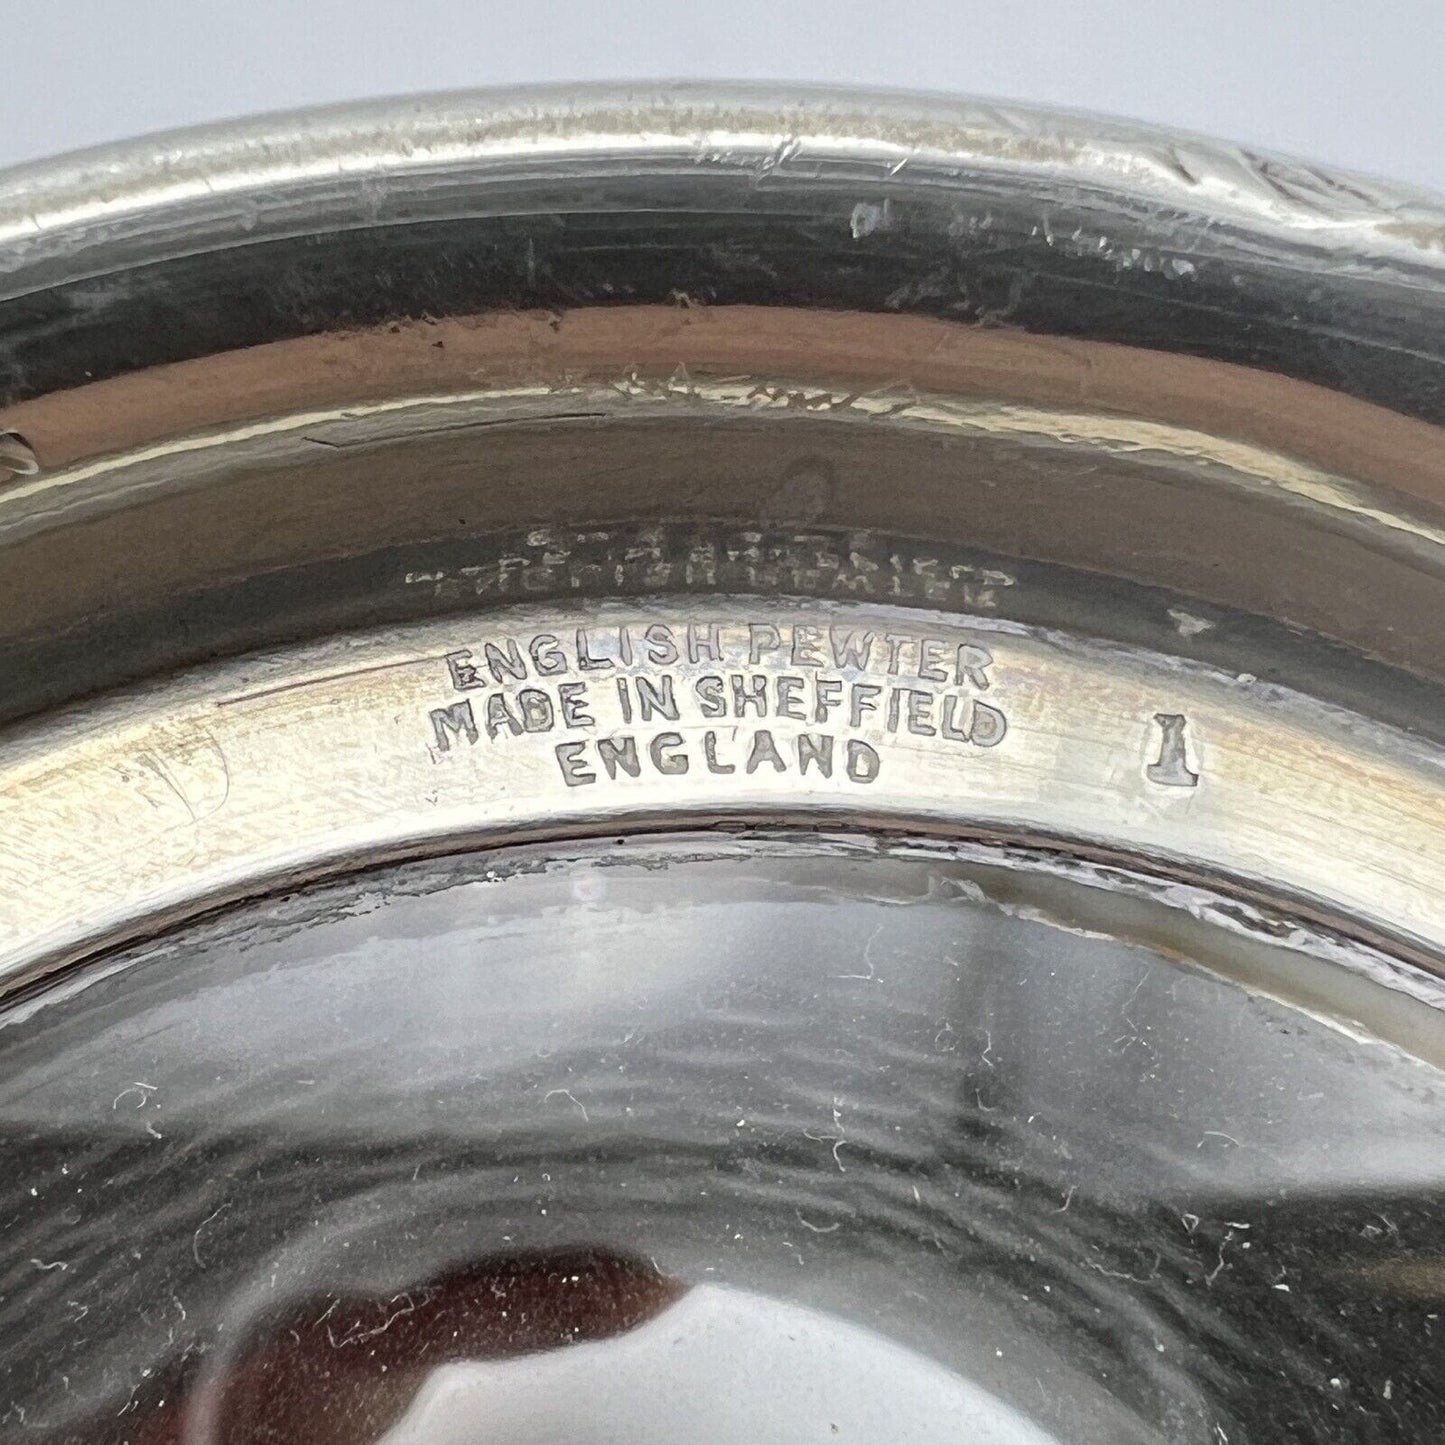 ENGLISH PEWTER
MADE IN SHEFFIELD
ENGLAND
1